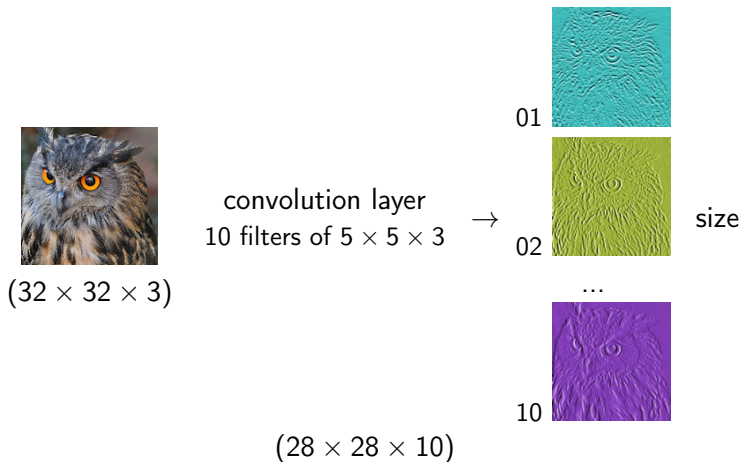 01
convolution layer
10 filters of 5 × 5 × 3
→
size
02
(32 × 32 × 3)
...
10
(28 × 28 × 10)